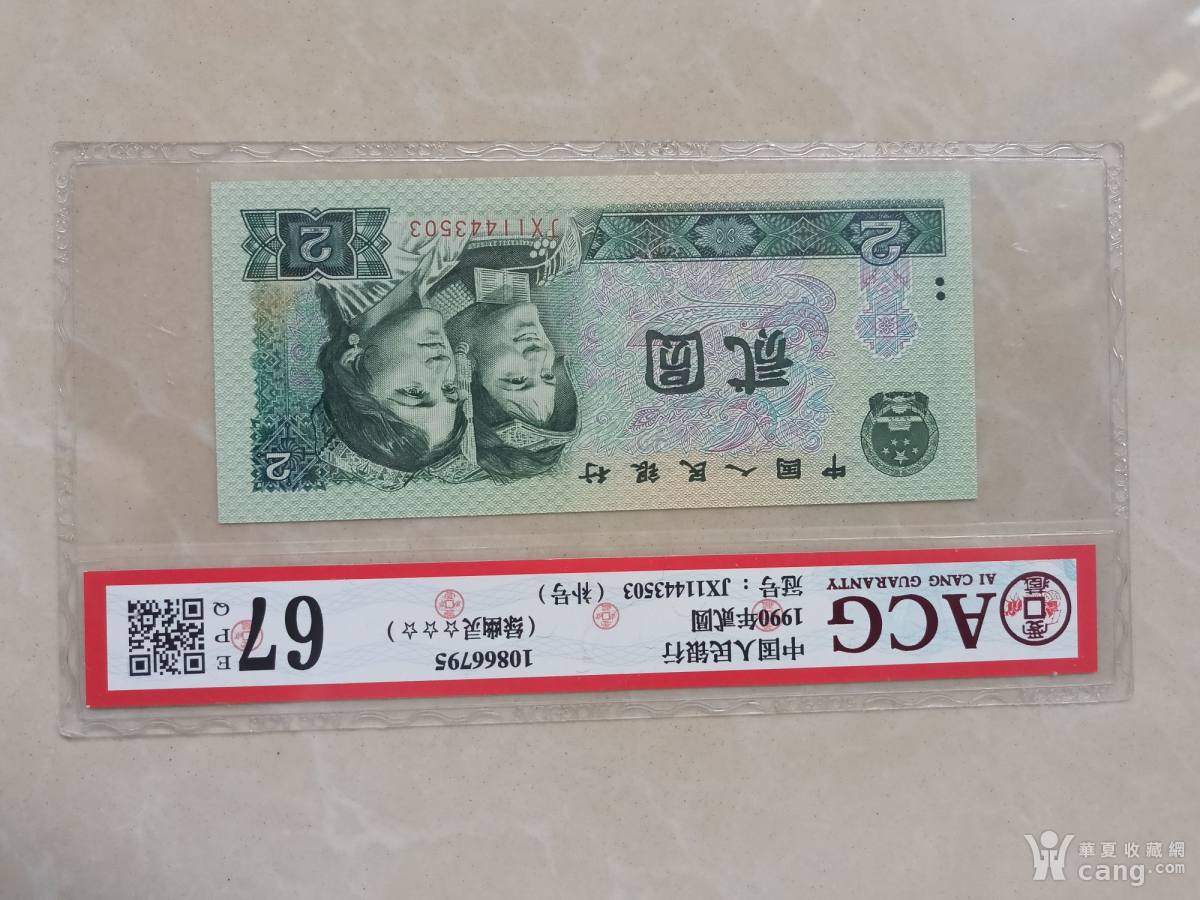 ACG
AI CANG GUARANTY
中国人民银行
1990年贰圆
冠号：JX11443503（补号）
10866795
（绿幽灵☆☆☆☆）
67
E
P
Q
中国人民银行
2
贰圆
2
JX11443503
2
華夏收藏網
cang.com